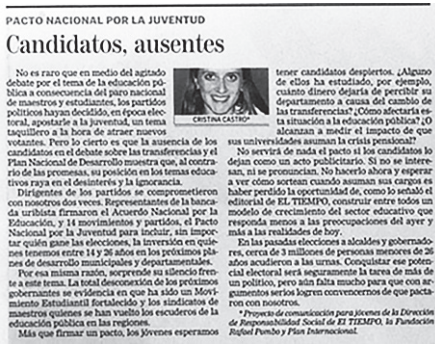 PACTO NACIONAL POR LA JUVENTUD
Candidatos, ausentes
No es raro que en medio del agitado
debate por el tema de la educación pú-
blica a consecuencia del paro nacional
de maestros y estudiantes, los partidos
políticos hayan decido, en época elec-
toral, apostarle a la juventud, un tema
taquillero a la hora de atraer nuevos
votantes. Pero lo cierto es que la ausencia de los
candidatos en el debate sobre las transferencias y el
Plan Nacional de Desarrollo muestra que, al contrario
de las promesas, su posición en los temas educati-
vos raya en el desinterés y la ignorancia.
Dirigentes de los partidos se comprometieron
con nosotros dos veces. Representantes de la banca-
da uribista firmaron el Acuerdo Nacional por la
Educación, y 14 movimientos y partidos, el Pacto
Nacional por la Juventud para incluir, sin impor-
tar quién gane las elecciones, la inversión en quie-
nes tenemos entre 14 y 26 años en los próximos pla-
nes de desarrollo municipales y departamentales.
Por esa misma razón, sorprende su silencio fren-
te a este tema. La total desconexión de los próximos
gobernantes se evidencia en que ha sido un Movi-
miento Estudiantil fortalecido y los sindicatos de
maestros quienes se han vuelto los escuderos de la
educación pública en las regiones.
Más que firmar un pacto, los jóvenes esperamos
CRISTINA CASTRO*
tener candidatos despiertos. ¿Alguno
de ellos ha estudiado, por ejemplo,
cuánto dinero dejaría de percibir su
departamento a causa del cambio de
las transferencias? ¿Cómo afectaría es-
ta situación a la educación pública? ¿O
alcanzan a medir el impacto de que
sus universidades asuman la crisis pensional?
No servirá de nada el pacto si los candidatos lo
dejan como un acto publicitario. Si no se intere-
san, ni se pronuncian. No hacerlo ahora y esperar
a ver cómo sortean cuando asuman sus cargos es
haber perdido la oportunidad de, como lo señaló el
editorial de EL TIEMPO, construir entre todos un
modelo de crecimiento del sector educativo que
responda menos a las preocupaciones del ayer y
más a las realidades de hoy.
En las pasadas elecciones a alcaldes y gobernado-
res, cerca de 3 millones de personas menores de 26
años acudieron a las urnas. Conquistar ese poten-
cial electoral será seguramente la tarea de más de
un político, pero aún falta mucho para que con ar-
gumentos serios logren convencernos de que pacta-
ron con nosotros.
* Proyecto de comunicación para jóvenes de la Dirección
de Responsabilidad Social de EL TIEMPO, la Fundación
Rafael Pombo y Plan Internacional.